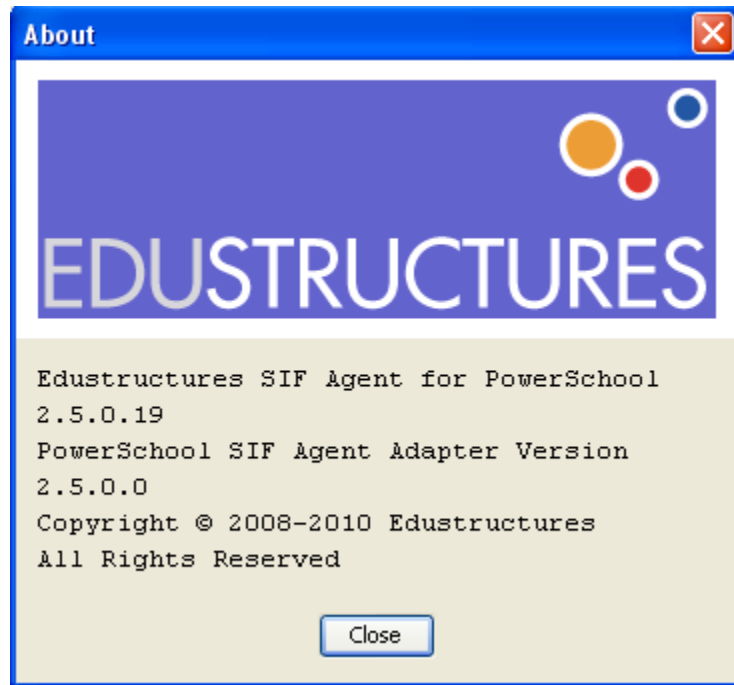 About
EDUSTRUCTURES
Edustructures SIF Agent for PowerSchool
2.5.0.19
PowerSchool SIF Agent Adapter Version
2.5.0.0
Copyright © 2008-2010 Edustructures
All Rights Reserved
Close